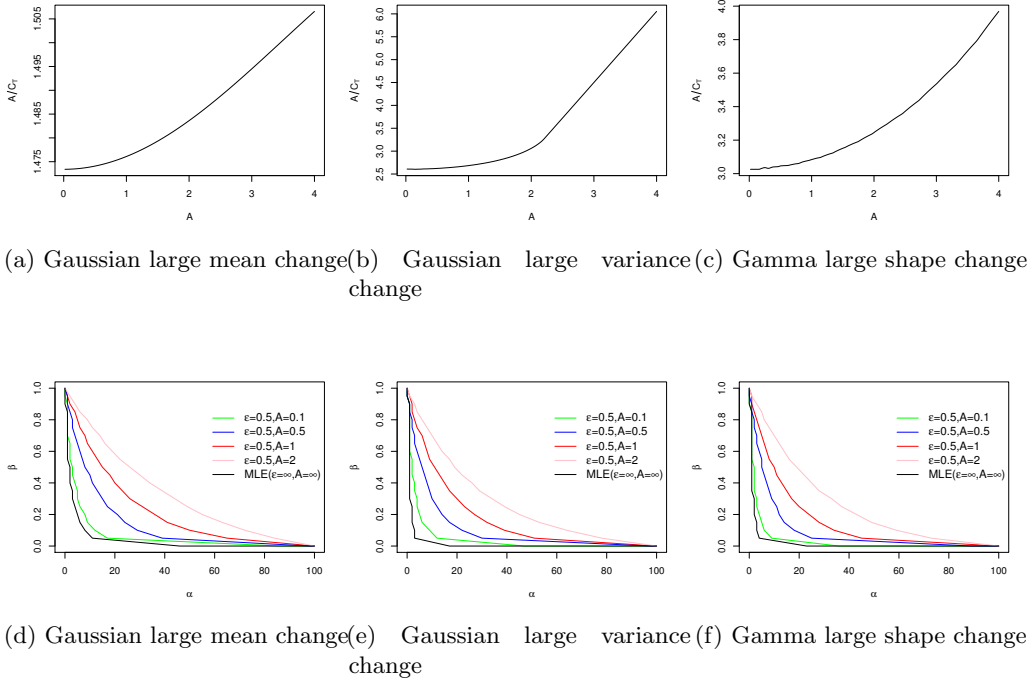 1.475 1.485 1.495 1.505
A/CT
0 1 2 3 4
A
2.5 3.0 3.5 4.0 4.5 5.0 5.5 6.0
A/CT
0 1 2 3 4
A
3.0 3.2 3.4 3.6 3.8 4.0
A/CT
0 1 2 3 4
A
(a) Gaussian large mean change
(b) Gaussian large variance
change
(c) Gamma large shape change
0.0 0.2 0.4 0.6 0.8 1.0
β
ε=0.5,A=0.1
ε=0.5,A=0.5
ε=0.5,A=1
ε=0.5,A=2
MLE(ε=∞,A=∞)
0 20 40 60 80 100
α
0.0 0.2 0.4 0.6 0.8 1.0
β
ε=0.5,A=0.1
ε=0.5,A=0.5
ε=0.5,A=1
ε=0.5,A=2
MLE(ε=∞,A=∞)
0 20 40 60 80 100
α
0.0 0.2 0.4 0.6 0.8 1.0
β
ε=0.5,A=0.1
ε=0.5,A=0.5
ε=0.5,A=1
ε=0.5,A=2
MLE(ε=∞,A=∞)
0 20 40 60 80 100
α
(d) Gaussian large mean change
(e) Gaussian large variance
change
(f) Gamma large shape change